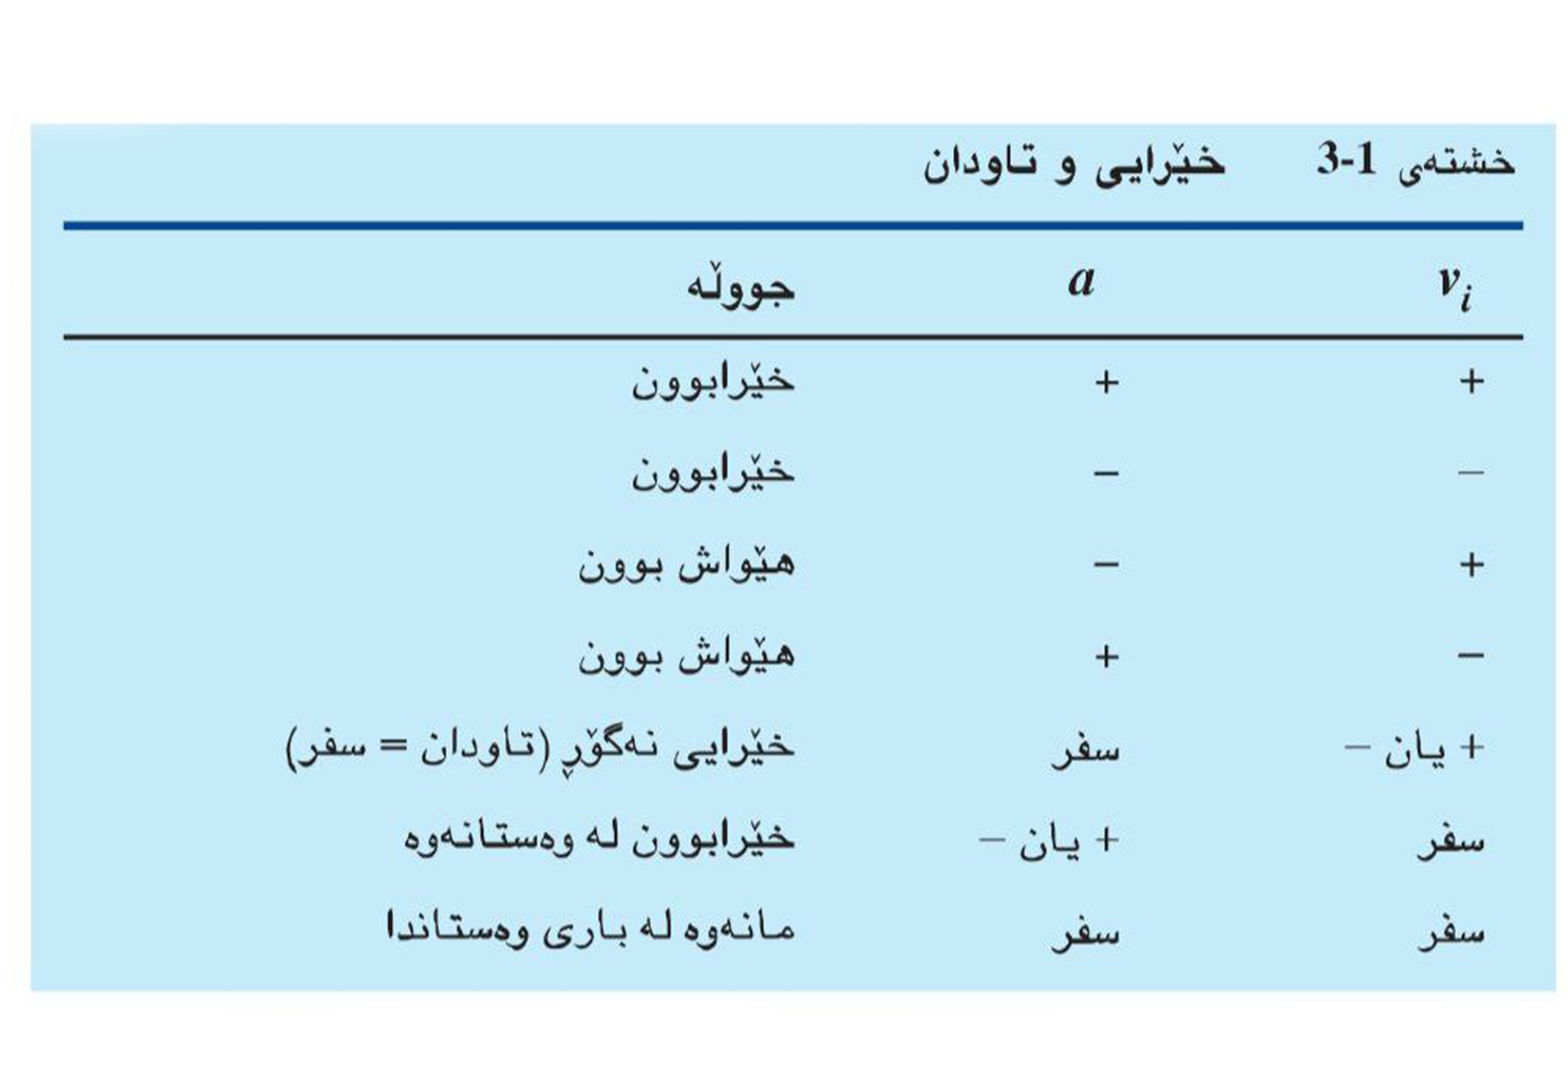 خشتەی 1-3 خێرایی و تاودان
vi a جووڵە
+ + خێرابوون
– – خێرابوون
+ – هێواش بوون
– + هێواش بوون
+ یان – سفر خێرایی نەگۆڕ (تاودان = سفر)
سفر + یان – خێرابوون لە وەستانەوە
سفر سفر مانەوە لە باری وەستاندا